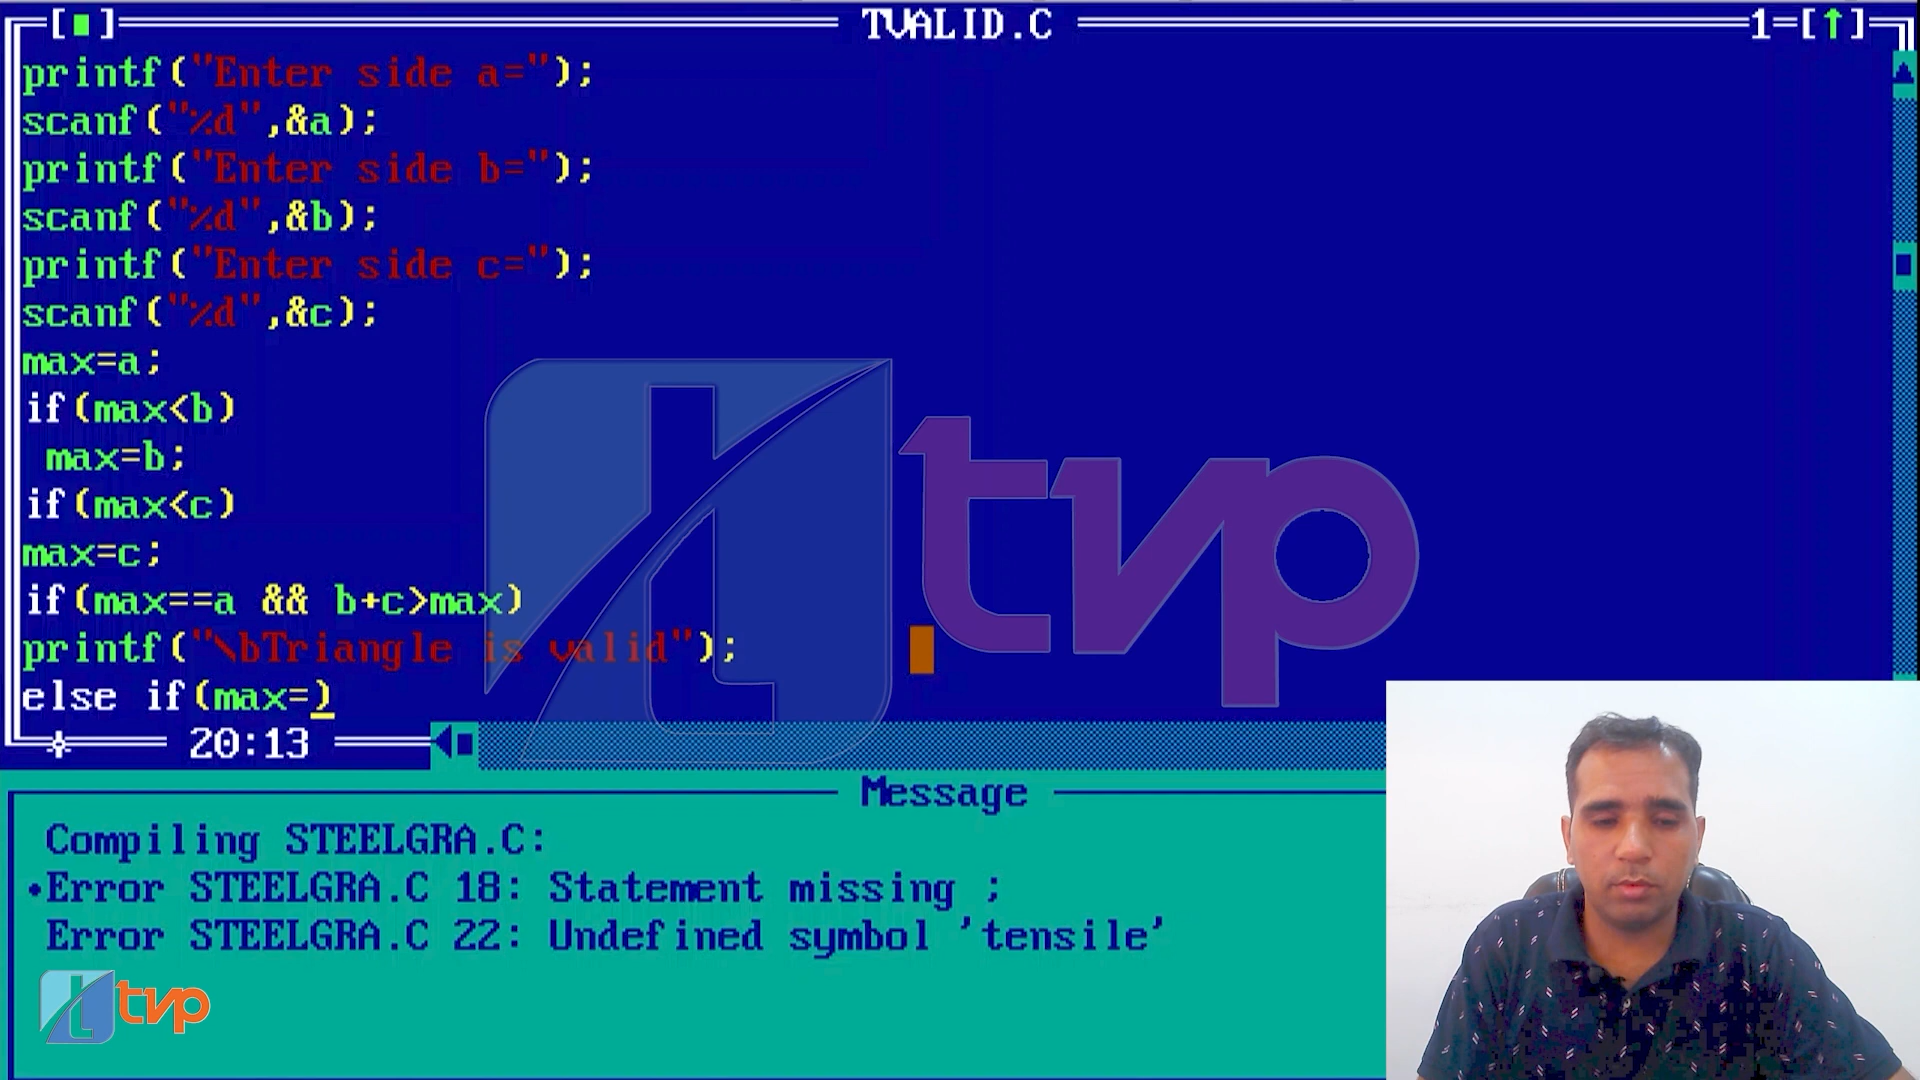 [■] TVALID.C 1=[↑]
printf("Enter side a=");
scanf("%d",&a);
printf("Enter side b=");
scanf("%d",&b);
printf("Enter side c=");
scanf("%d",&c);
max=a;
if(max<b)
 max=b;
if(max<c)
max=c;
if(max==a && b+c>max)
printf("\bTriangle is valid");
else if(max=)
20:13
tvp
Message
Compiling STEELGRA.C:
•Error STEELGRA.C 18: Statement missing ;
Error STEELGRA.C 22: Undefined symbol 'tensile'
tvp